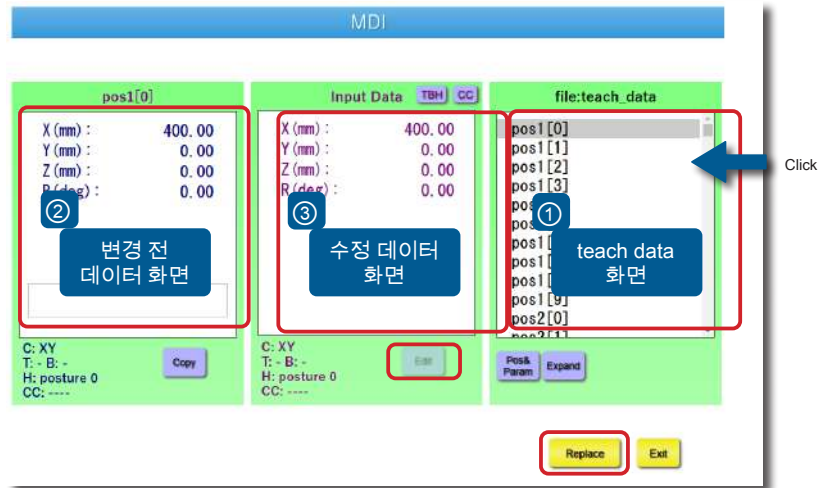 MDI
pos1[0]
X(mm) : 400.00
Y(mm) : 0.00
Z(mm) : 0.00
R(deg) : 0.00
②
변경 전
데이터 화면
C: XY
T: - B: -
H: posture 0
CC: ----
Copy
Input Data TBH CC
X(mm) : 400.00
Y(mm) : 0.00
Z(mm) : 0.00
R(deg) : 0.00
③
수정 데이터
화면
C: XY
T: - B: -
H: posture 0
CC: ----
Edit
file:teach_data
pos1[0]
pos1[1]
pos1[2]
pos1[3]
①
teach data
화면
pos1[9]
pos2[0]
Pos&
Param
Expand
Click
Replace
Exit